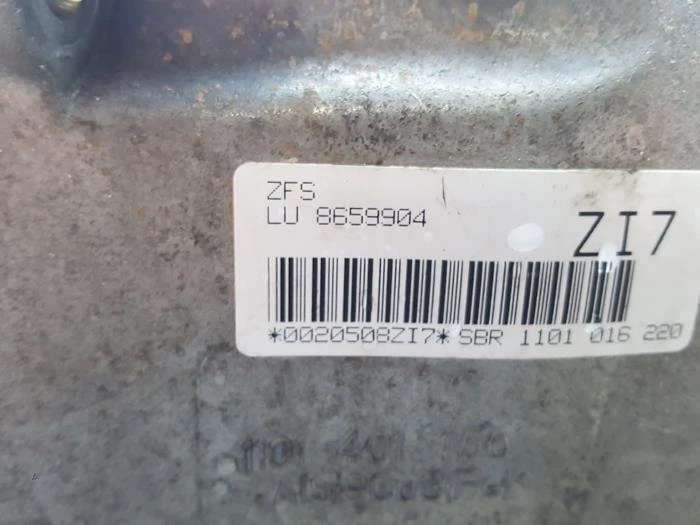 ZFS
LU 8659904
ZI7
*0020508ZI7* SBR 1101 016 220